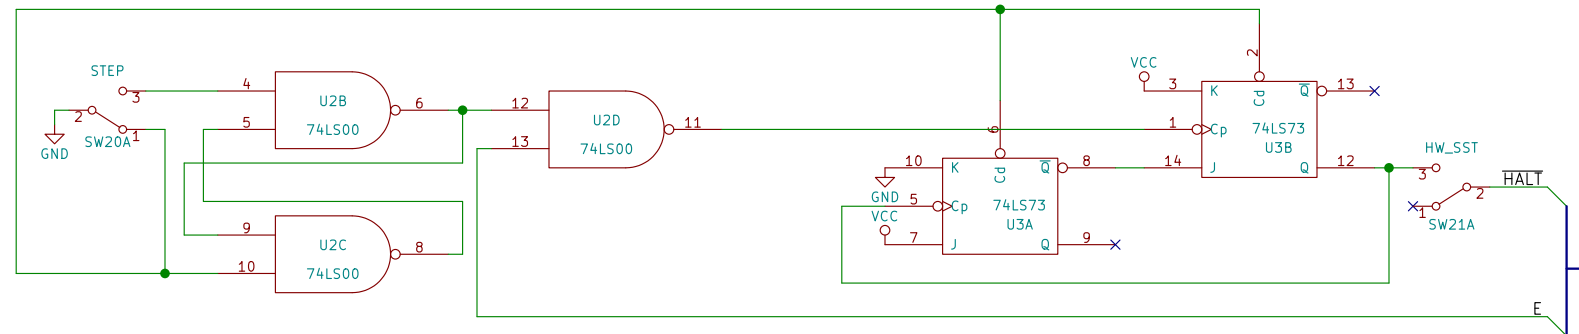 STEP
3
2
GND
SW20A
1
4
5
U2B
74LS00
6
9
10
U2C
74LS00
8
12
13
U2D
74LS00
11
6
10
GND
5
VCC
7
K
Cd
Q
Cp
74LS73
U3A
J
Q
8
9
VCC
3
2
1
14
K
Cd
Q
Cp
74LS73
U3B
J
Q
13
12
HW_SST
3
2
1
SW21A
HALT
E